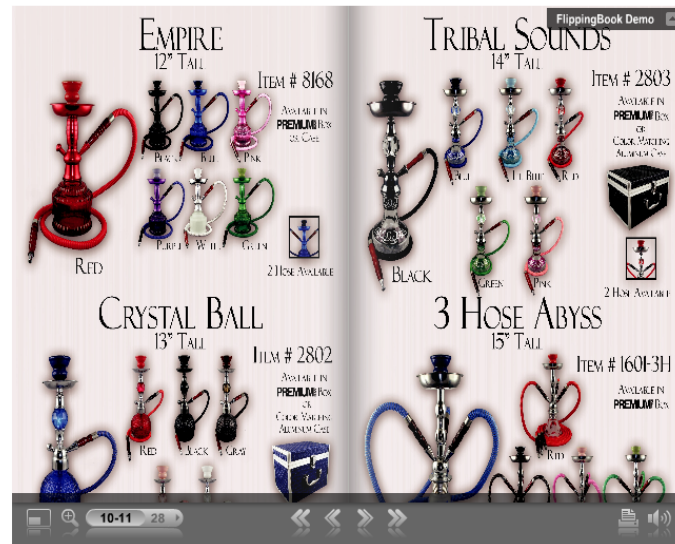 FlippingBook Demo
EMPIRE
12" TALL
ITEM # 8168
AVAILABLE IN
PREMIUM! BOX
OR CASE
BLACK
BLUE
PINK
PURPLE
WHITE
GREEN
RED
2 HOSE AVAILABLE
CRYSTAL BALL
13" TALL
ITEM # 2802
AVAILABLE IN
PREMIUM! BOX
OR
COLOR MATCHING
ALUMINUM CASE
RED
BLACK
GRAY
TRIBAL SOUNDS
14" TALL
ITEM # 2803
AVAILABLE IN
PREMIUM! BOX
OR
COLOR MATCHING
ALUMINUM CASE
BLUE
ICE BLUE
RED
GREEN
PINK
BLACK
2 HOSE AVAILABLE
3 HOSE ABYSS
15" TALL
AVAILABLE IN
PREMIUM! BOX
RED
10-11
28